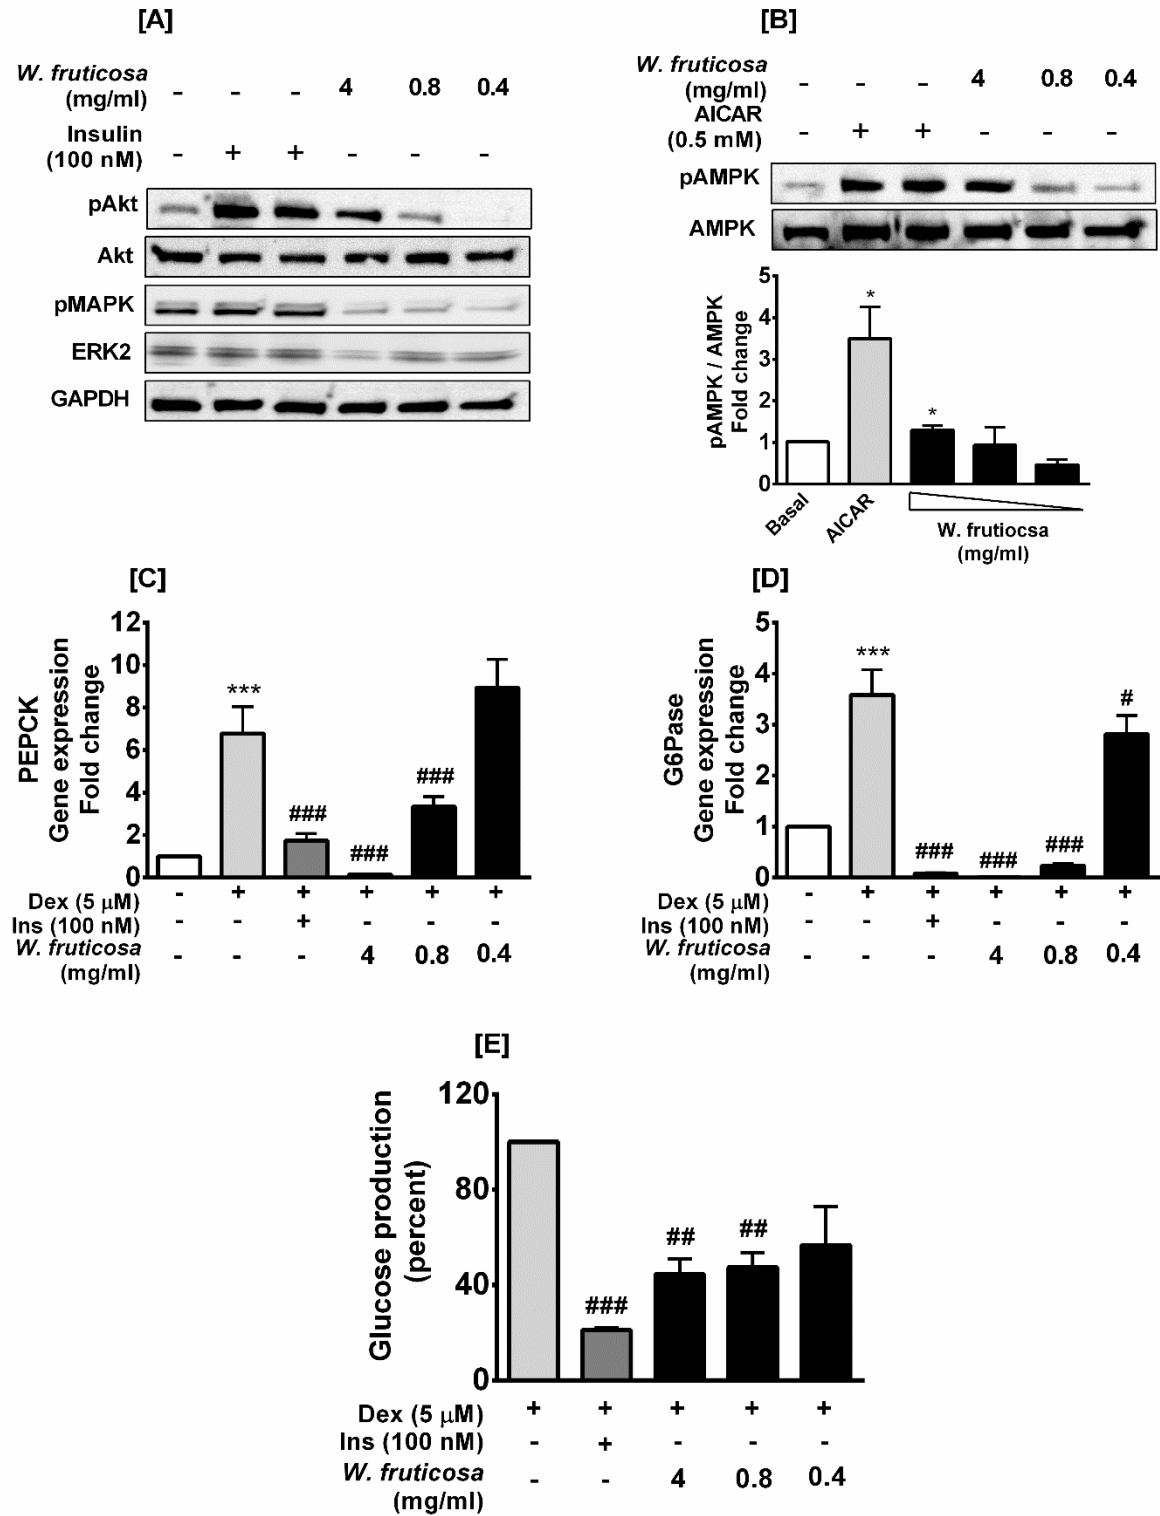 [A]
W. fruticosa
(mg/ml) - - - 4 0.8 0.4
Insulin
(100 nM) - + + - - -
pAkt
Akt
pMAPK
ERK2
GAPDH
[B]
W. fruticosa
(mg/ml) - - - 4 0.8 0.4
AICAR
(0.5 mM) - + + - - -
pAMPK
AMPK
pAMPK / AMPK
Fold change
5
4
3
2
1
0
* *
Basal
AICAR
W. frutiocsa
(mg/ml)
[C]
PEPCK
Gene expression
Fold change
12
10
8
6
4
2
0
*** ### ### ###
Dex (5 μM) - + + + + +
Ins (100 nM) - - + - - -
W. fruticosa
(mg/ml) - - - 4 0.8 0.4
[D]
G6Pase
Gene expression
Fold change
5
4
3
2
1
0
*** ### ### ### #
Dex (5 μM) - + + + + +
Ins (100 nM) - - + - - -
W. fruticosa
(mg/ml) - - - 4 0.8 0.4
[E]
Glucose production
(percent)
120
80
40
0
### ## ##
Dex (5 μM) + + + + +
Ins (100 nM) - + - - -
W. fruticosa
(mg/ml) - - 4 0.8 0.4